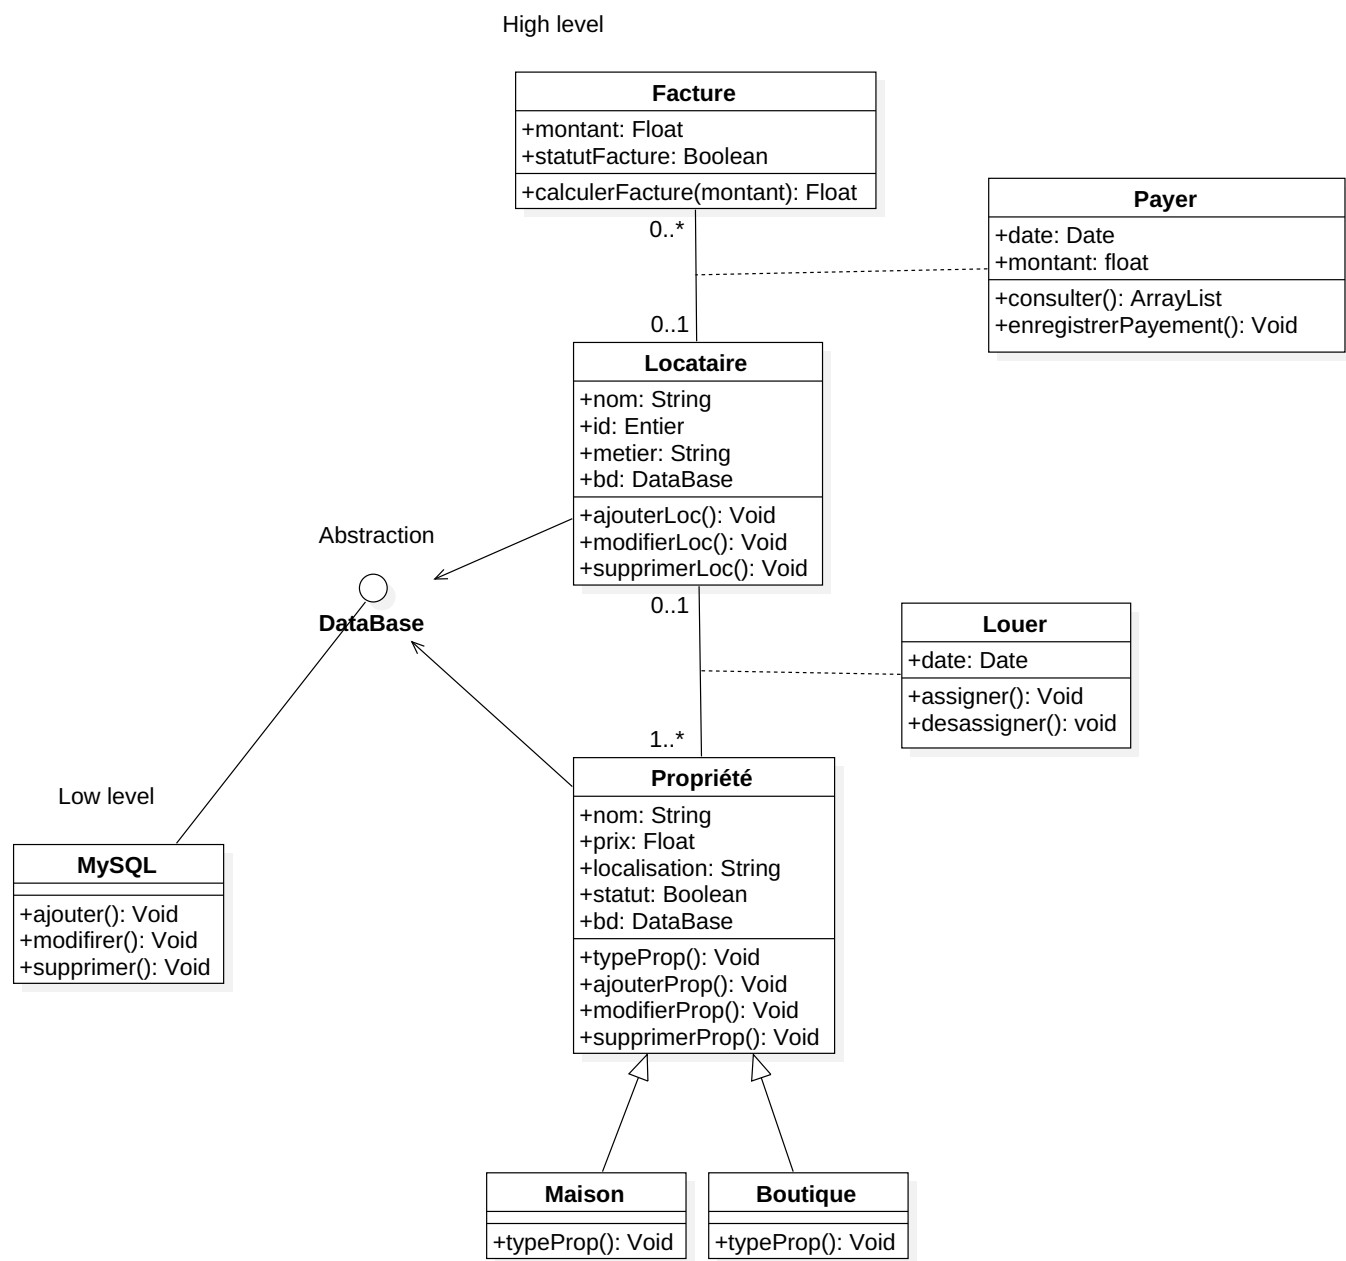 High level
Facture
+montant: Float
+statutFacture: Boolean
+calculerFacture(montant): Float
0..*
0..1
Payer
+date: Date
+montant: float
+consulter(): ArrayList
+enregistrerPayement(): Void
Locataire
+nom: String
+id: Entier
+metier: String
+bd: DataBase
+ajouterLoc(): Void
+modifierLoc(): Void
+supprimerLoc(): Void
Abstraction
DataBase
0..1
1..*
Louer
+date: Date
+assigner(): Void
+desassigner(): void
Low level
MySQL
+ajouter(): Void
+modifirer(): Void
+supprimer(): Void
Propriété
+nom: String
+prix: Float
+localisation: String
+statut: Boolean
+bd: DataBase
+typeProp(): Void
+ajouterProp(): Void
+modifierProp(): Void
+supprimerProp(): Void
Maison
+typeProp(): Void
Boutique
+typeProp(): Void